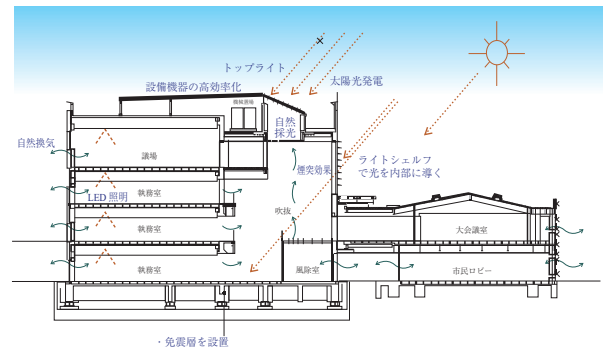 トップライト
設備機器の高効率化
太陽光発電
機械置場
自然
採光
自然換気
議場
煙突効果
ライトシェルフ
で光を内部に導く
LED照明
執務室
吹抜
執務室
大会議室
執務室
風除室
市民ロビー
・免震層を設置